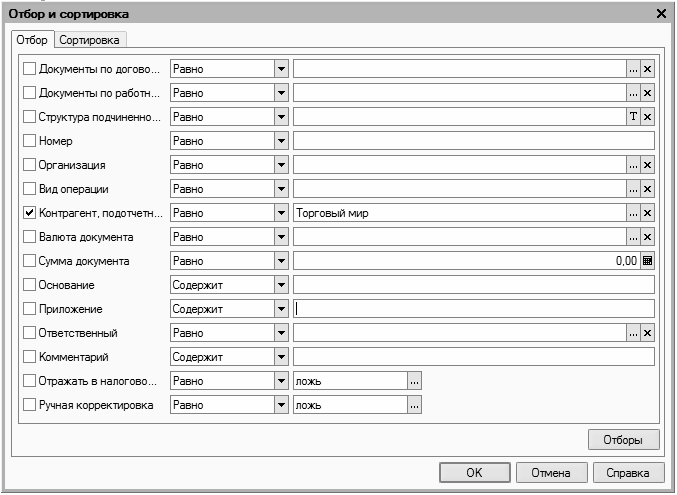 Отбор и сортировка
Отбор Сортировка
Документы по догово... Равно ...
Документы по работн... Равно ...
Структура подчиненно... Равно T
Номер Равно
Организация Равно ...
Вид операции Равно ...
Контрагент, подотчетн... Равно Торговый мир ...
Валюта документа Равно ...
Сумма документа Равно 0,00
Основание Содержит
Приложение Содержит
Ответственный Равно ...
Комментарий Содержит
Отражать в налогово... Равно ложь ...
Ручная корректировка Равно ложь ...
Отборы
OK Отмена Справка